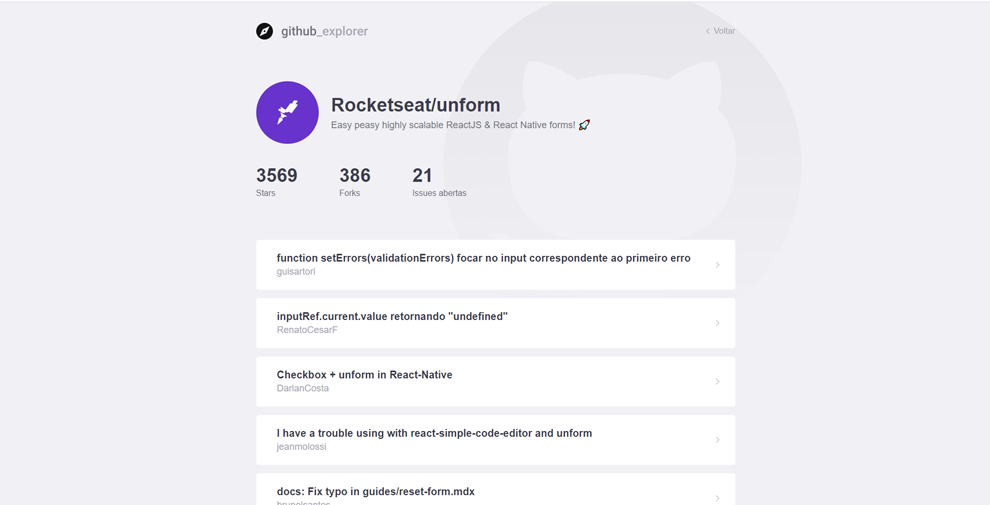 github_explorer
Voltar
Rocketseat/unform
Easy peasy highly scalable ReactJS & React Native forms! 🚀
3569 386 21
Stars Forks Issues abertas
function setErrors(validationErrors) focar no input correspondente ao primeiro erro
guisartori
inputRef.current.value retornando "undefined"
RenatoCesarF
Checkbox + unform in React-Native
DarlanCosta
I have a trouble using with react-simple-code-editor and unform
jeanmolossi
docs: Fix typo in guides/reset-form.mdx